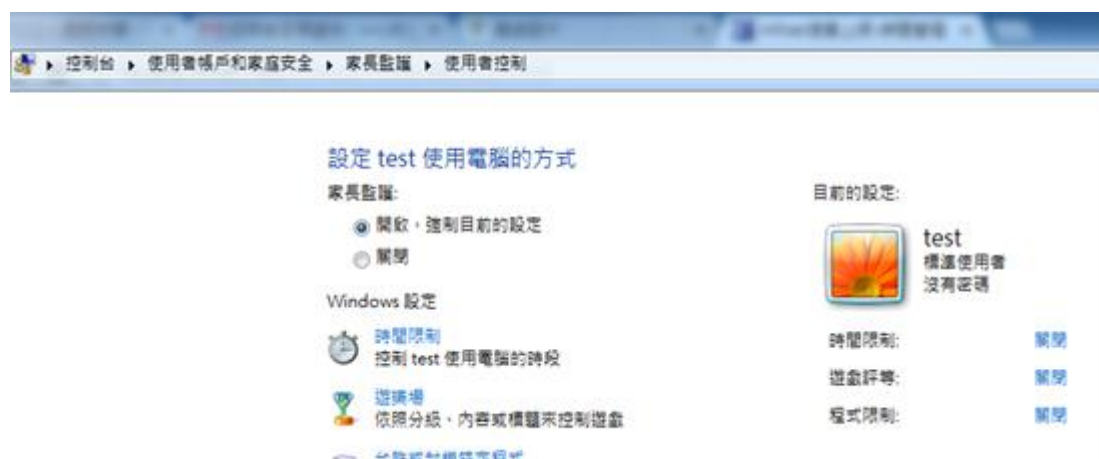 控制台 ▸ 使用者帳戶和家庭安全 ▸ 家長監護 ▸ 使用者控制
設定 test 使用電腦的方式
家長監護:
開啟，強制目前的設定
關閉
Windows 設定
時間限制
控制 test 使用電腦的時段
遊樂場
依照分級、內容或標題來控制遊戲
目前的設定:
test
標準使用者
沒有密碼
時間限制: 關閉
遊戲評等: 關閉
程式限制: 關閉